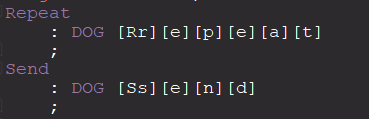 Repeat
: DOG [Rr][e][p][e][a][t]
;
Send
: DOG [Ss][e][n][d]
;